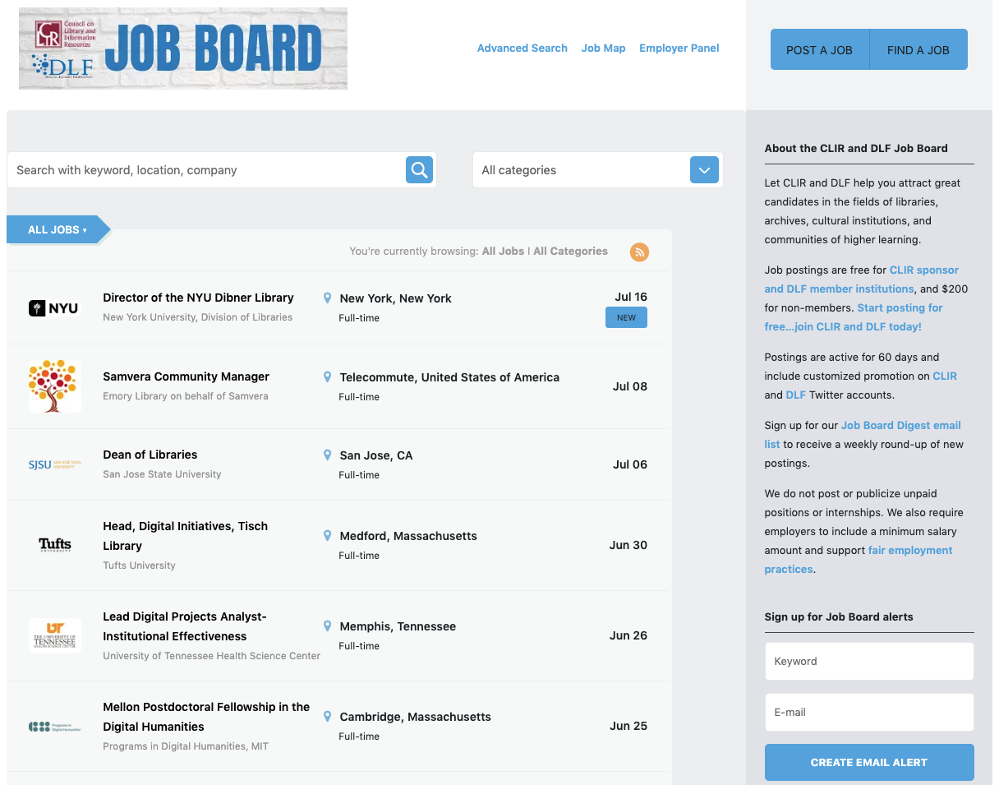 CLIR
Council on
Library and
Information
Resources
DLF
DIGITAL LIBRARY FEDERATION
JOB BOARD
Advanced Search
Job Map
Employer Panel
POST A JOB
FIND A JOB
Search with keyword, location, company
All categories
ALL JOBS ▾
You're currently browsing: All Jobs | All Categories
NYU
Director of the NYU Dibner Library
New York University, Division of Libraries
New York, New York
Full-time
Jul 16
NEW
Samvera Community Manager
Emory Library on behalf of Samvera
Telecommute, United States of America
Full-time
Jul 08
SJSU
SAN JOSÉ STATE
UNIVERSITY
Dean of Libraries
San Jose State University
San Jose, CA
Full-time
Jul 06
Tufts
UNIVERSITY
Head, Digital Initiatives, Tisch
Library
Tufts University
Medford, Massachusetts
Full-time
Jun 30
UT
THE UNIVERSITY OF
TENNESSEE
HEALTH SCIENCE CENTER
Lead Digital Projects Analyst-
Institutional Effectiveness
University of Tennessee Health Science Center
Memphis, Tennessee
Full-time
Jun 26
Programs in
Digital Humanities
Mellon Postdoctoral Fellowship in the
Digital Humanities
Programs in Digital Humanities, MIT
Cambridge, Massachusetts
Full-time
Jun 25
About the CLIR and DLF Job Board
Let CLIR and DLF help you attract great
candidates in the fields of libraries,
archives, cultural institutions, and
communities of higher learning.
Job postings are free for CLIR sponsor
and DLF member institutions, and $200
for non-members. Start posting for
free...join CLIR and DLF today!
Postings are active for 60 days and
include customized promotion on CLIR
and DLF Twitter accounts.
Sign up for our Job Board Digest email
list to receive a weekly round-up of new
postings.
We do not post or publicize unpaid
positions or internships. We also require
employers to include a minimum salary
amount and support fair employment
practices.
Sign up for Job Board alerts
Keyword
E-mail
CREATE EMAIL ALERT